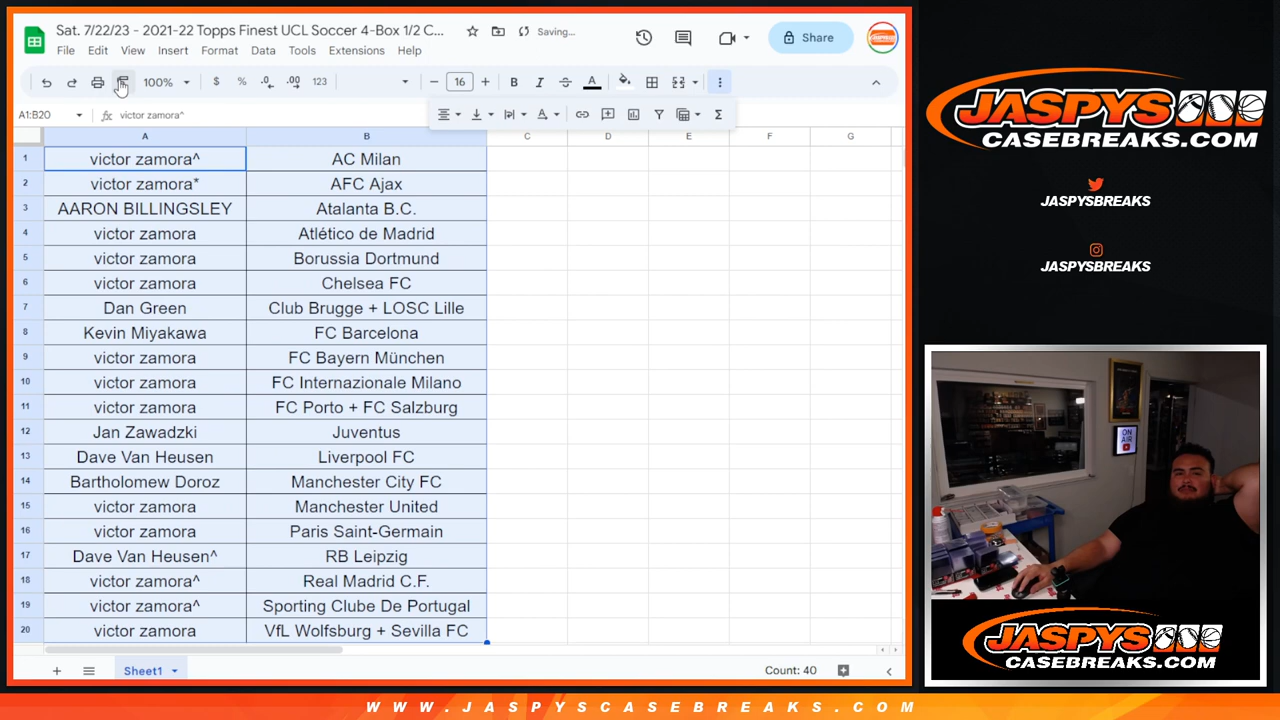 Sat. 7/22/23 - 2021-22 Topps Finest UCL Soccer 4-Box 1/2 C...
Saving...
Share
File Edit View Insert Format Data Tools Extensions Help
100% $ % .0 .00 123 - 16 + B I S A
A1:B20 fx victor zamora^
A B C D E F G
1 victor zamora^ AC Milan
2 victor zamora* AFC Ajax
3 AARON BILLINGSLEY Atalanta B.C.
4 victor zamora Atlético de Madrid
5 victor zamora Borussia Dortmund
6 victor zamora Chelsea FC
7 Dan Green Club Brugge + LOSC Lille
8 Kevin Miyakawa FC Barcelona
9 victor zamora FC Bayern München
10 victor zamora FC Internazionale Milano
11 victor zamora FC Porto + FC Salzburg
12 Jan Zawadzki Juventus
13 Dave Van Heusen Liverpool FC
14 Bartholomew Doroz Manchester City FC
15 victor zamora Manchester United
16 victor zamora Paris Saint-Germain
17 Dave Van Heusen^ RB Leipzig
18 victor zamora^ Real Madrid C.F.
19 victor zamora^ Sporting Clube De Portugal
20 victor zamora VfL Wolfsburg + Sevilla FC
Sheet1
Count: 40
JASPYS
CASEBREAKS.COM
JASPYSBREAKS
JASPYSBREAKS
ON AIR
JASPYS
CASEBREAKS.COM
WWW.JASPYSCASEBREAKS.COM